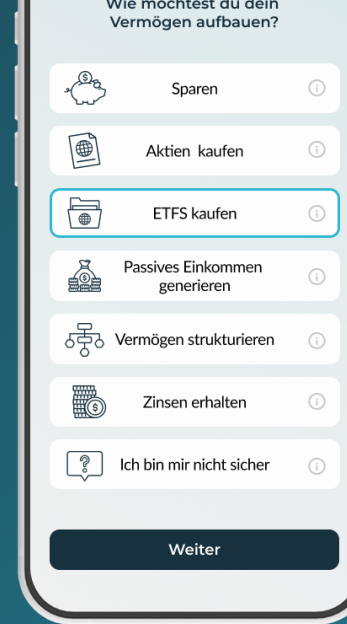 Wie möchtest du dein
Vermögen aufbauen?
Sparen
Aktien kaufen
ETFS kaufen
Passives Einkommen
generieren
Vermögen strukturieren
Zinsen erhalten
Ich bin mir nicht sicher
Weiter